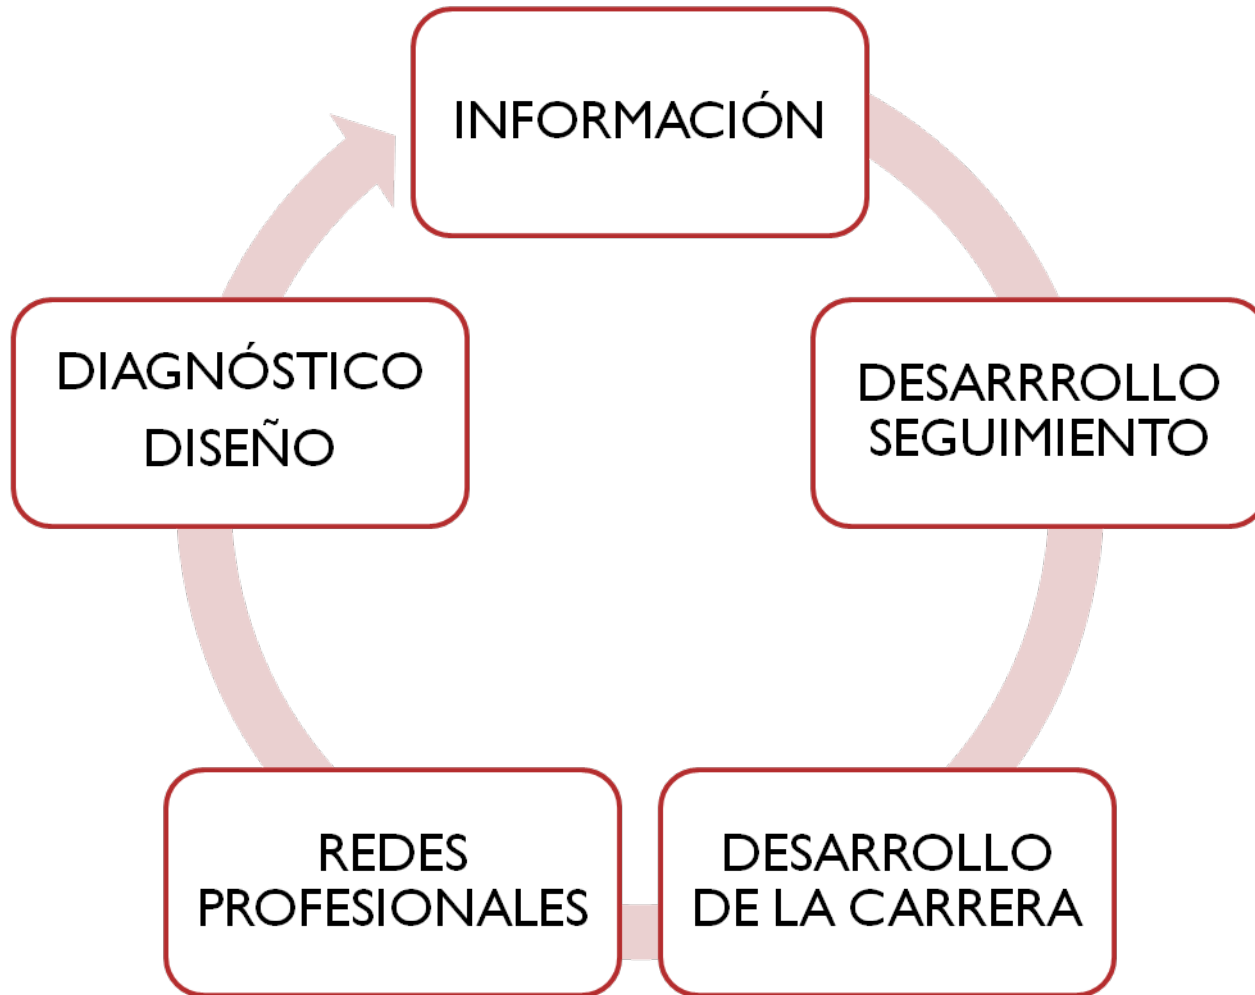 INFORMACIÓN
DESARRROLLO
SEGUIMIENTO
DESARROLLO
DE LA CARRERA
REDES
PROFESIONALES
DIAGNÓSTICO
DISEÑO